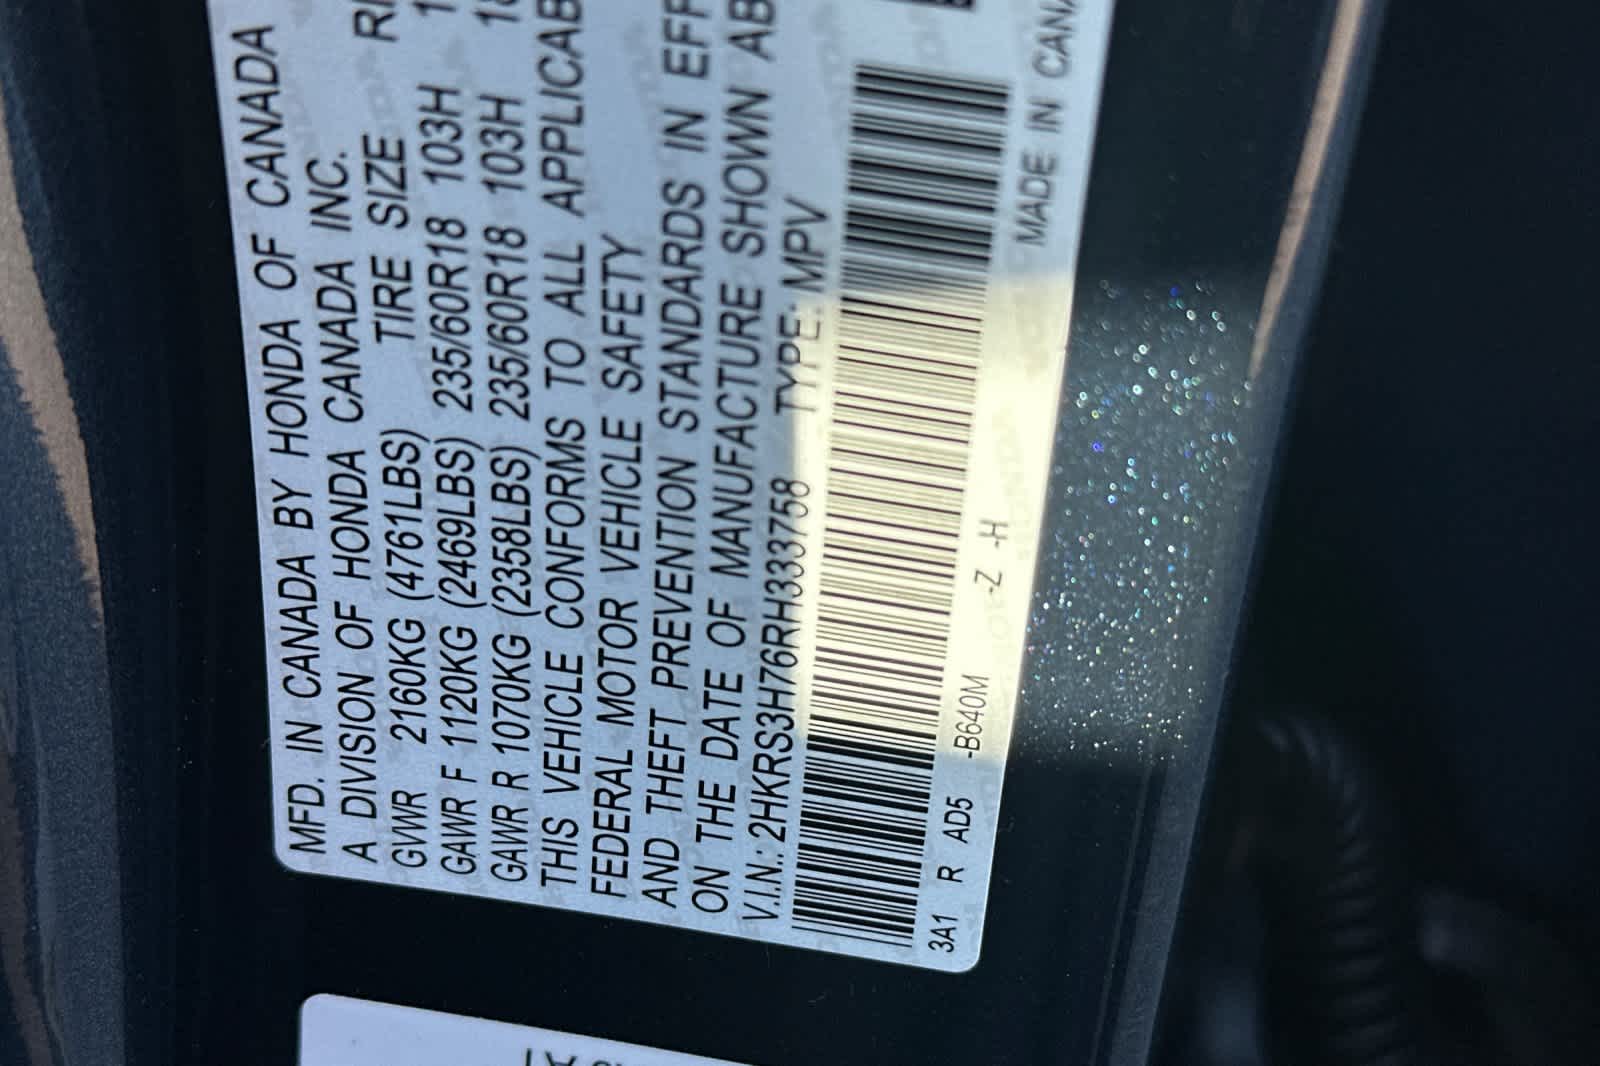 MFD. IN CANADA BY HONDA OF CANADA
A DIVISION OF HONDA CANADA INC.
TIRE SIZE
GVWR 2160KG (4761LBS)
GAWR F 1120KG (2469LBS) 235/60R18 103H
GAWR R 1070KG (2358LBS) 235/60R18 103H
THIS VEHICLE CONFORMS TO ALL APPLICAB
FEDERAL MOTOR VEHICLE SAFETY
AND THEFT PREVENTION STANDARDS IN EFF
ON THE DATE OF MANUFACTURE SHOWN AB
V.I.N.: 2HKRS3H76RH333758 TYPE: MPV
3A1 R AD5 -B640M -Z -H
MADE IN CANA